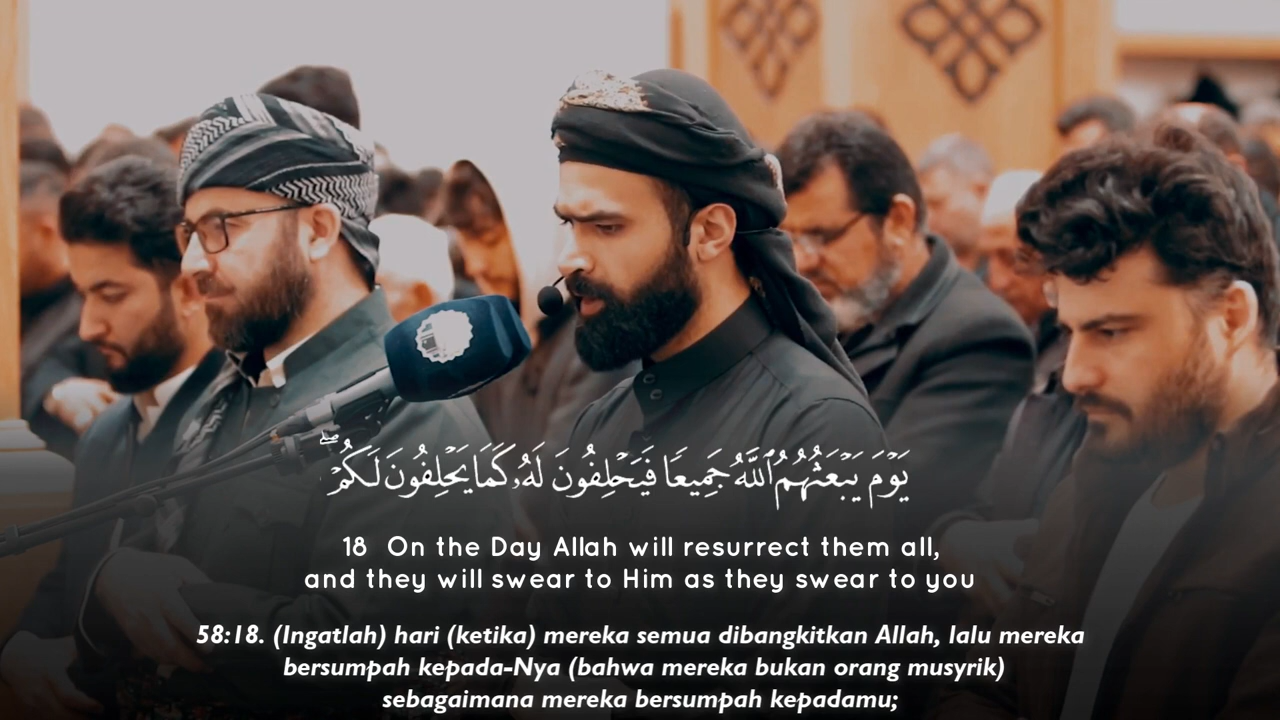 يَوْمَ يَبْعَثُهُمُ ٱللَّهُ جَمِيعًا فَيَحْلِفُونَ لَهُۥ كَمَا يَحْلِفُونَ لَكُمْ ۖ
18 On the Day Allah will resurrect them all,
and they will swear to Him as they swear to you
58:18. (Ingatlah) hari (ketika) mereka semua dibangkitkan Allah, lalu mereka
bersumpah kepada-Nya (bahwa mereka bukan orang musyrik)
sebagaimana mereka bersumpah kepadamu;